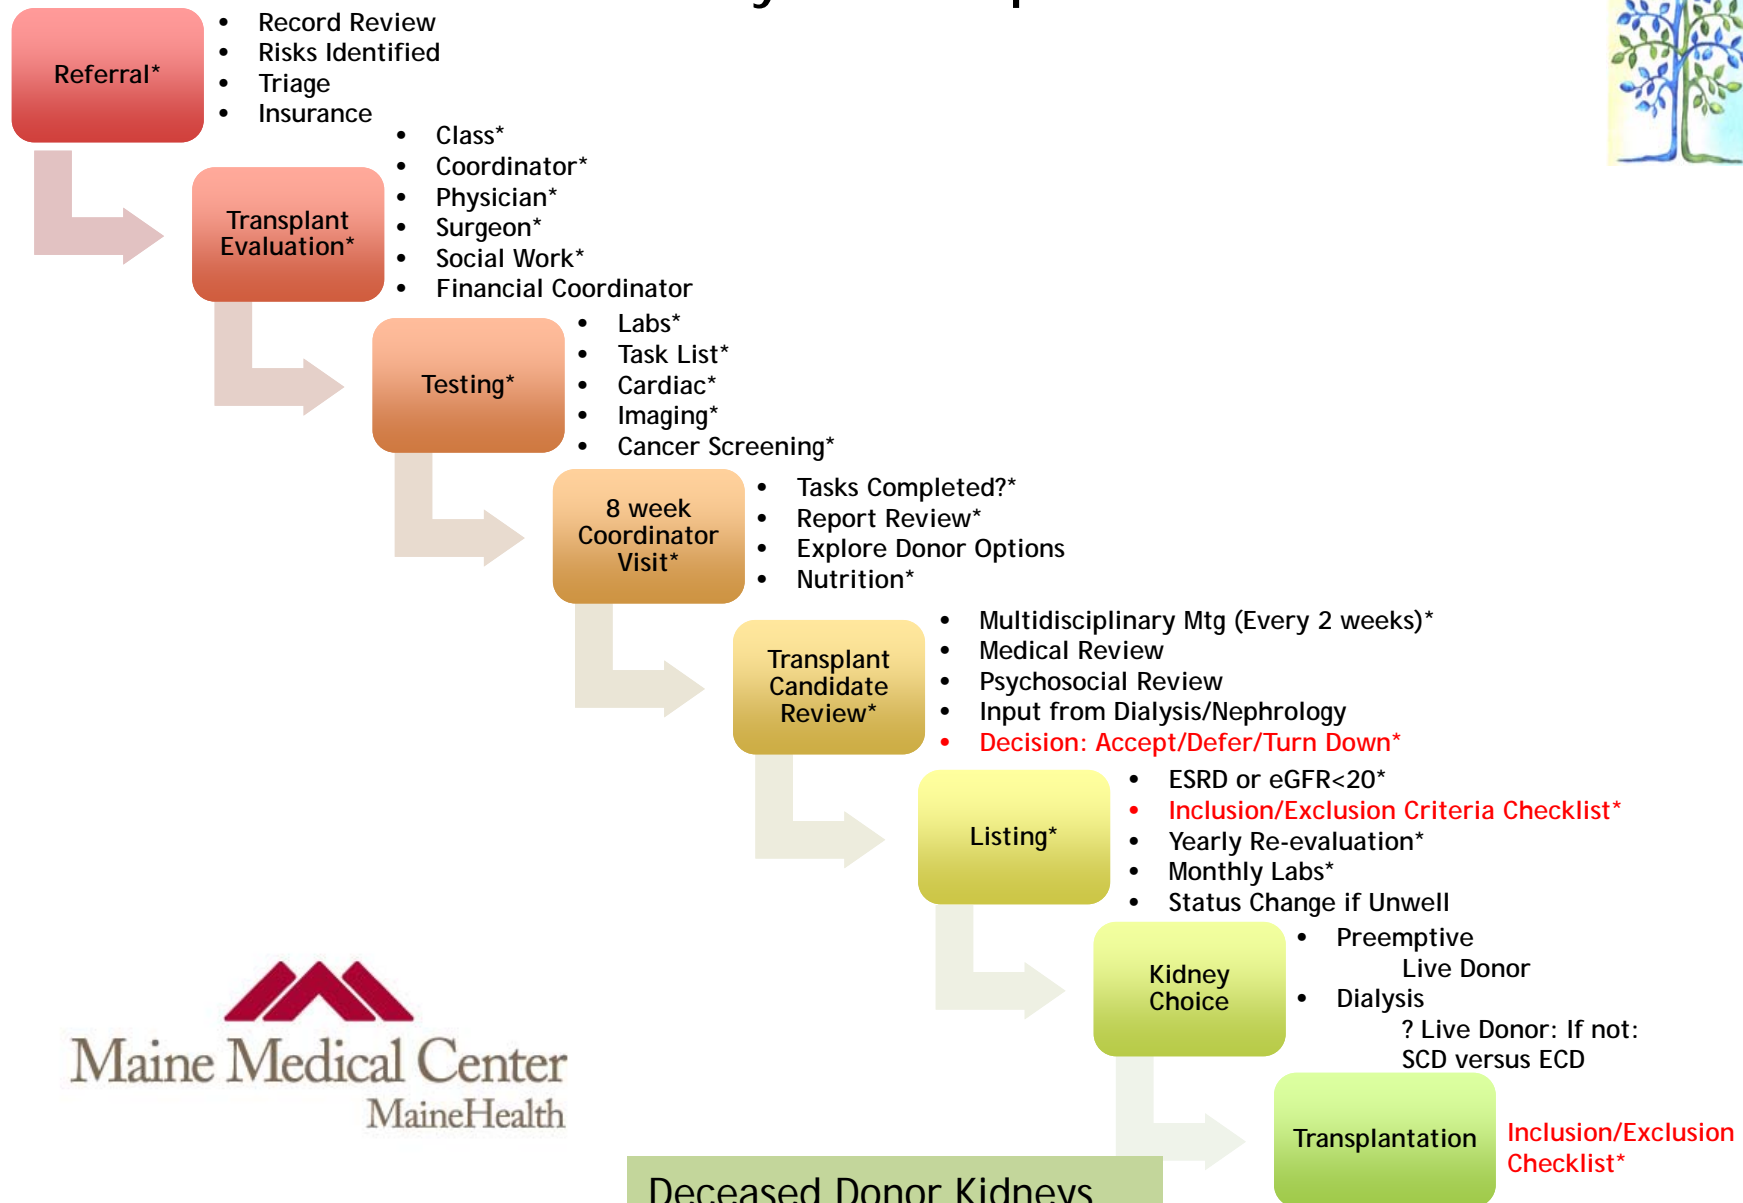 Referral*
• Record Review
• Risks Identified
• Triage
• Insurance
Transplant
Evaluation*
• Class*
• Coordinator*
• Physician*
• Surgeon*
• Social Work*
• Financial Coordinator
Testing*
• Labs*
• Task List*
• Cardiac*
• Imaging*
• Cancer Screening*
8 week
Coordinator
Visit*
• Tasks Completed?*
• Report Review*
• Explore Donor Options
• Nutrition*
Transplant
Candidate
Review*
• Multidisciplinary Mtg (Every 2 weeks)*
• Medical Review
• Psychosocial Review
• Input from Dialysis/Nephrology
• Decision: Accept/Defer/Turn Down*
Listing*
• ESRD or eGFR<20*
• Inclusion/Exclusion Criteria Checklist*
• Yearly Re-evaluation*
• Monthly Labs*
• Status Change if Unwell
Kidney
Choice
• Preemptive
Live Donor
• Dialysis
? Live Donor: If not:
SCD versus ECD
Transplantation
Inclusion/Exclusion
Checklist*
Maine Medical Center
MaineHealth
Deceased Donor Kidneys